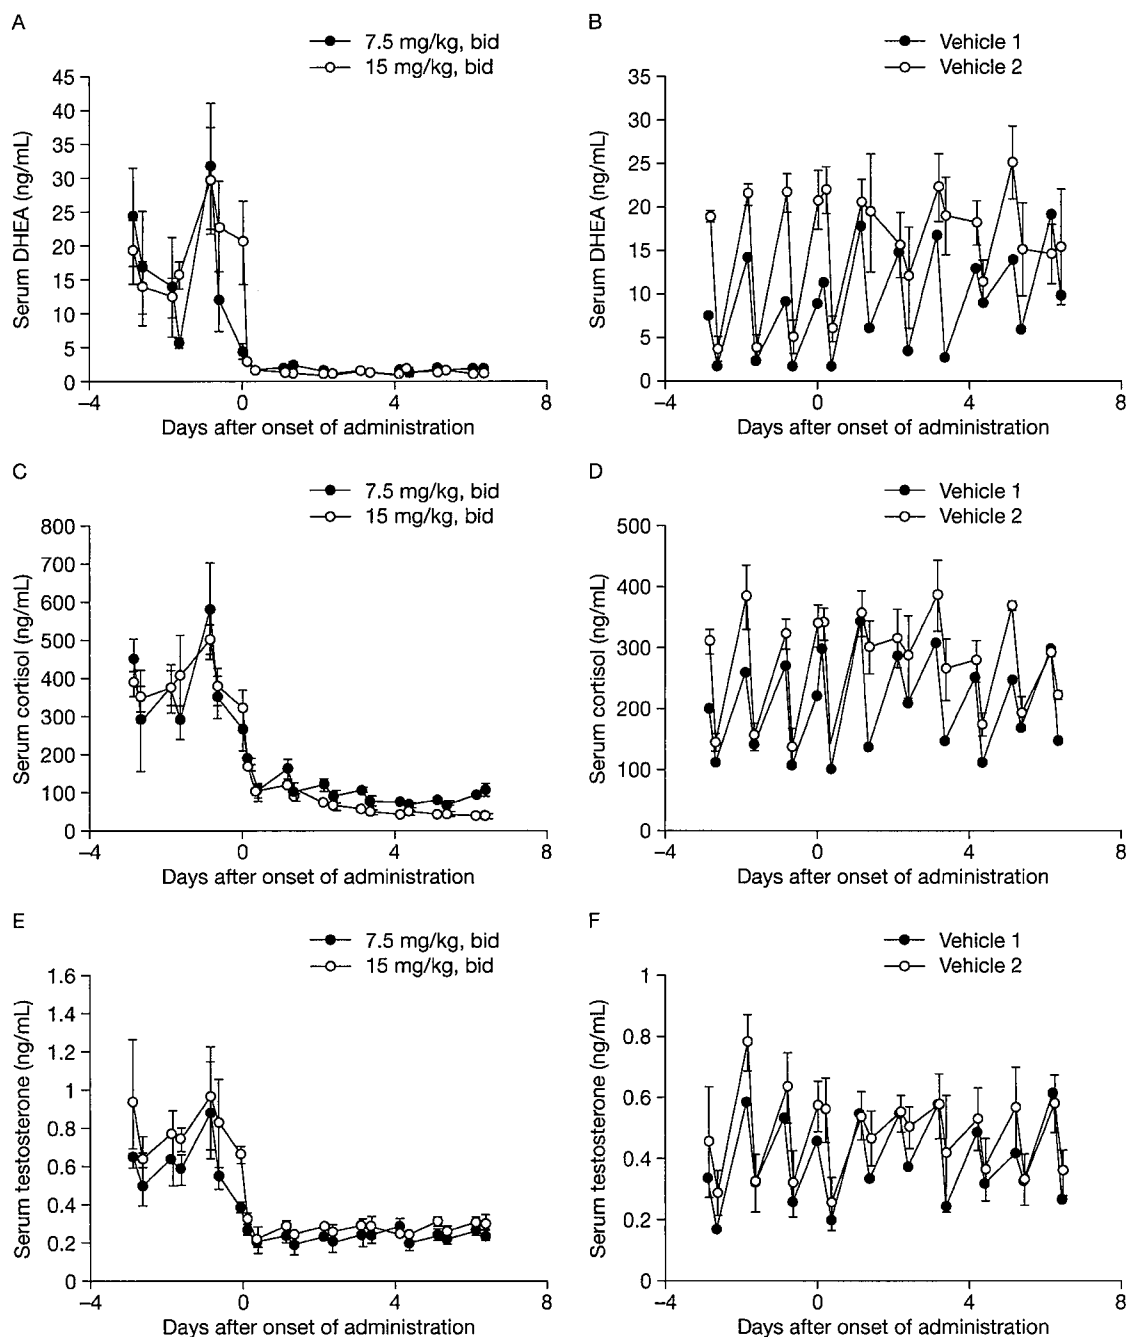 A
7.5 mg/kg, bid
15 mg/kg, bid
Serum DHEA (ng/mL)
45
40
35
30
25
20
15
10
5
0
−4
0
4
8
Days after onset of administration
B
Vehicle 1
Vehicle 2
Serum DHEA (ng/mL)
35
30
25
20
15
10
5
0
−4
0
4
8
Days after onset of administration
C
7.5 mg/kg, bid
15 mg/kg, bid
Serum cortisol (ng/mL)
800
700
600
500
400
300
200
100
0
−4
0
4
8
Days after onset of administration
D
Vehicle 1
Vehicle 2
Serum cortisol (ng/mL)
500
400
300
200
100
0
−4
0
4
8
Days after onset of administration
E
7.5 mg/kg, bid
15 mg/kg, bid
Serum testosterone (ng/mL)
1.6
1.4
1.2
1
0.8
0.6
0.4
0.2
0
−4
0
4
8
Days after onset of administration
F
Vehicle 1
Vehicle 2
Serum testosterone (ng/mL)
1
0.8
0.6
0.4
0.2
0
−4
0
4
8
Days after onset of administration